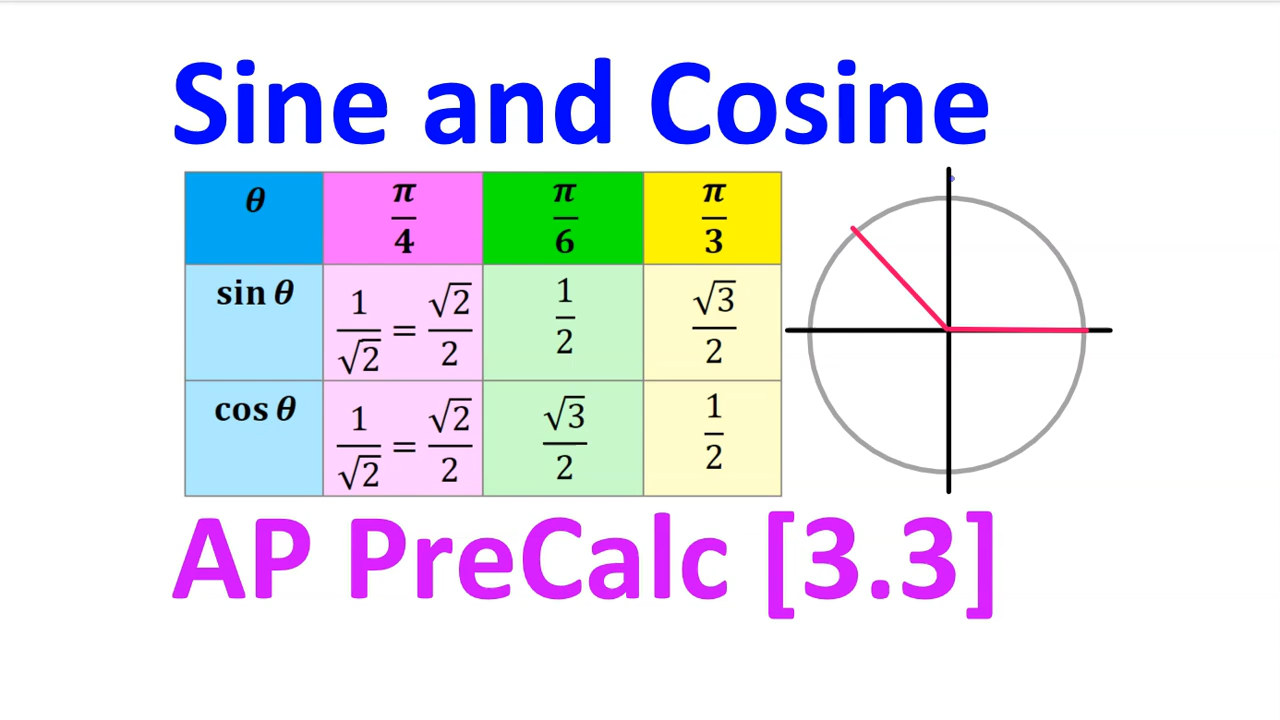 Sine and Cosine
θ π/4 π/6 π/3
sin θ 1/√2 = √2/2 1/2 √3/2
cos θ 1/√2 = √2/2 √3/2 1/2
AP PreCalc [3.3]